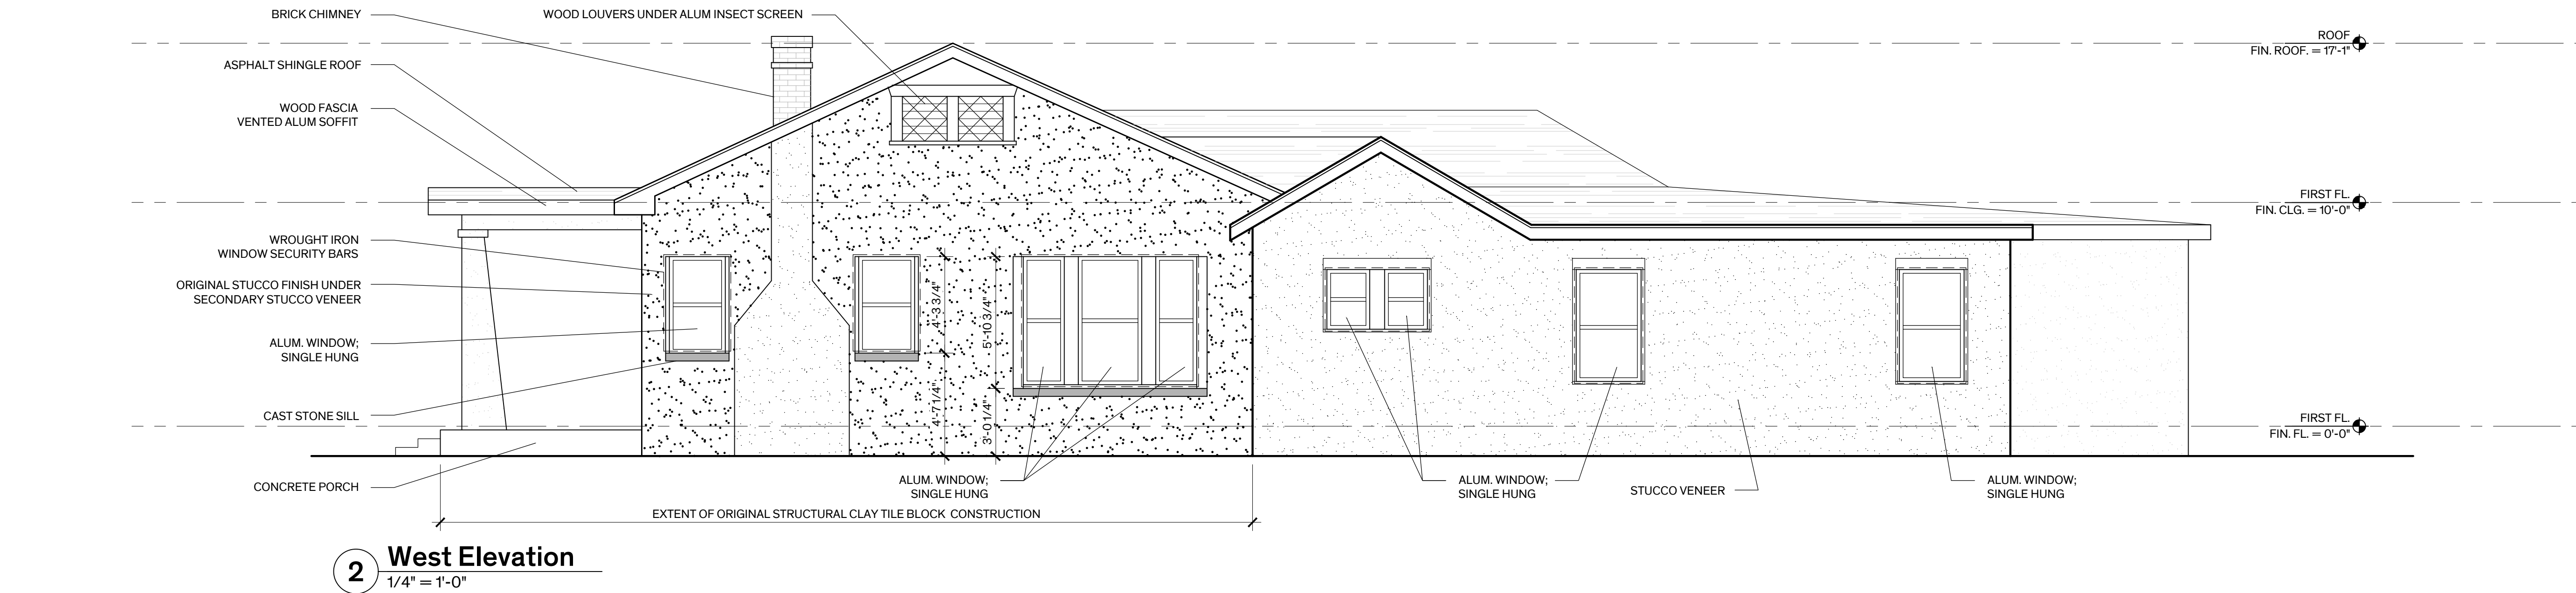 BRICK CHIMNEY
WOOD LOUVERS UNDER ALUM INSECT SCREEN
ROOF
FIN. ROOF. = 17'-1"
ASPHALT SHINGLE ROOF
WOOD FASCIA
VENTED ALUM SOFFIT
FIRST FL.
FIN. CLG. = 10'-0"
WROUGHT IRON
WINDOW SECURITY BARS
ORIGINAL STUCCO FINISH UNDER
SECONDARY STUCCO VENEER
4'-3 3/4"
5'-10 3/4"
ALUM. WINDOW;
SINGLE HUNG
CAST STONE SILL
4'-7 1/4"
3'-0 1/4"
FIRST FL.
FIN. FL. = 0'-0"
CONCRETE PORCH
ALUM. WINDOW;
SINGLE HUNG
ALUM. WINDOW;
SINGLE HUNG
STUCCO VENEER
ALUM. WINDOW;
SINGLE HUNG
EXTENT OF ORIGINAL STRUCTURAL CLAY TILE BLOCK CONSTRUCTION
2
West Elevation
1/4" = 1'-0"